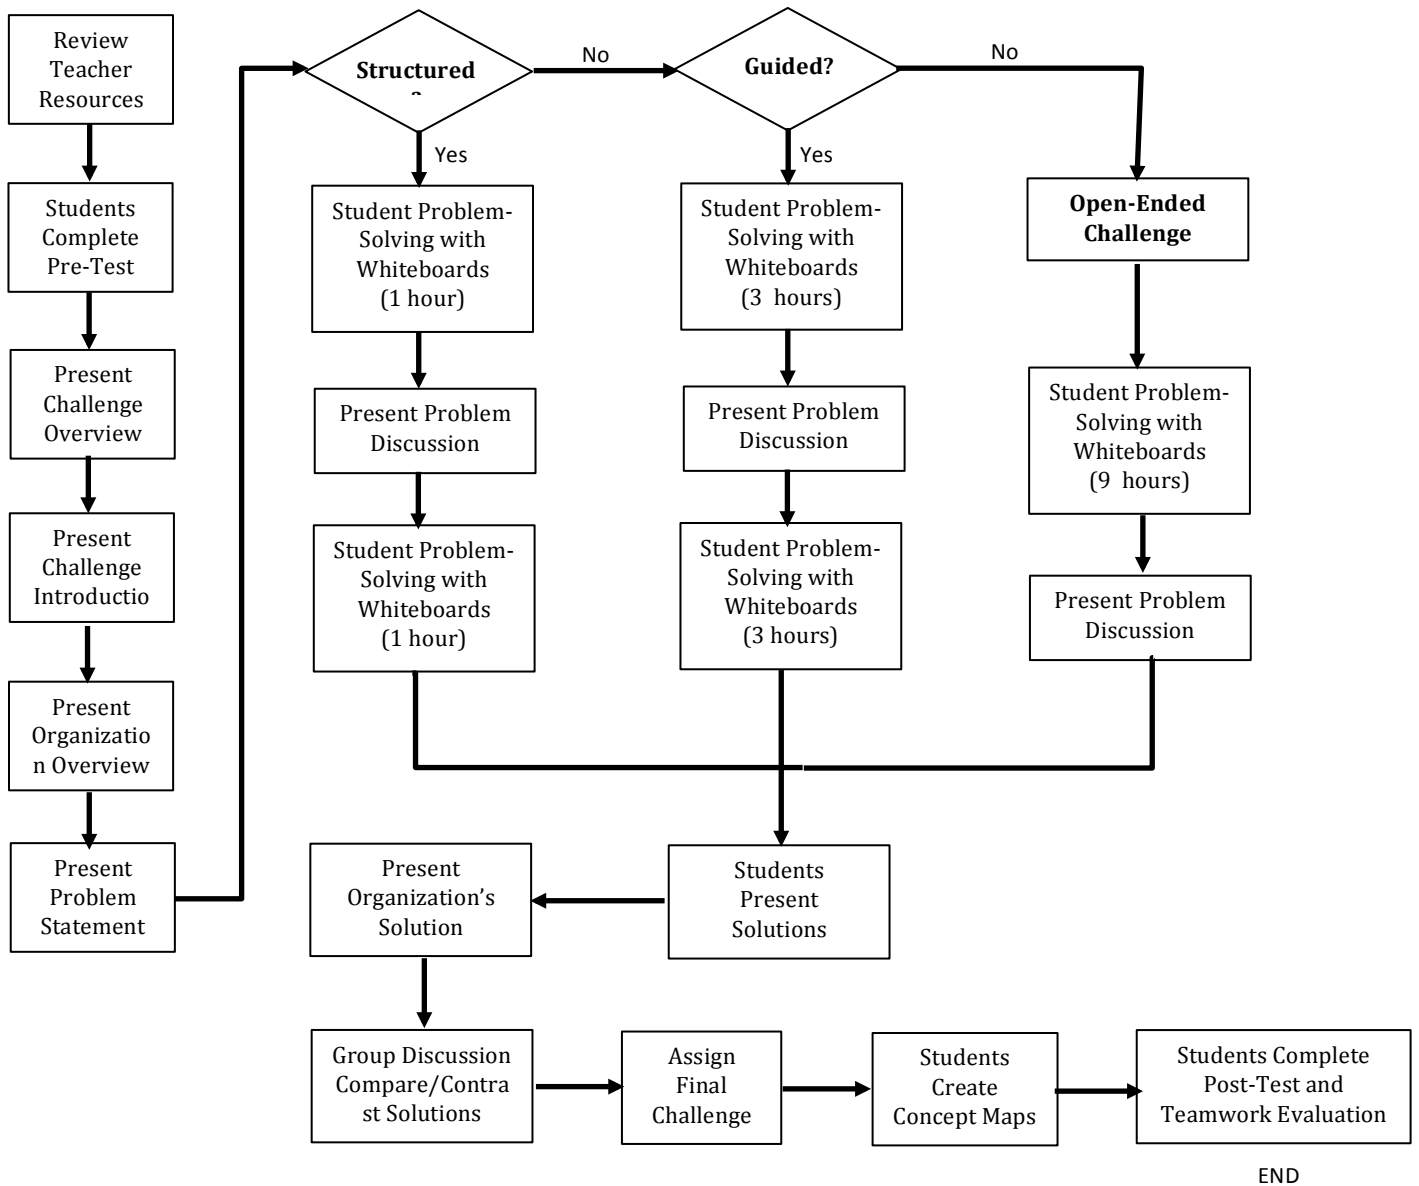 Review
Teacher
Resources
Students
Complete
Pre-Test
Present
Challenge
Overview
Present
Challenge
Introductio
Present
Organizatio
n Overview
Present
Problem
Statement
Structured
No
Guided?
No
Yes
Yes
Student Problem-
Solving with
Whiteboards
(1 hour)
Present Problem
Discussion
Student Problem-
Solving with
Whiteboards
(1 hour)
Student Problem-
Solving with
Whiteboards
(3 hours)
Present Problem
Discussion
Student Problem-
Solving with
Whiteboards
(3 hours)
Open-Ended
Challenge
Student Problem-
Solving with
Whiteboards
(9 hours)
Present Problem
Discussion
Students
Present
Solutions
Present
Organization’s
Solution
Group Discussion
Compare/Contra
st Solutions
Assign
Final
Challenge
Students
Create
Concept Maps
Students Complete
Post-Test and
Teamwork Evaluation
END